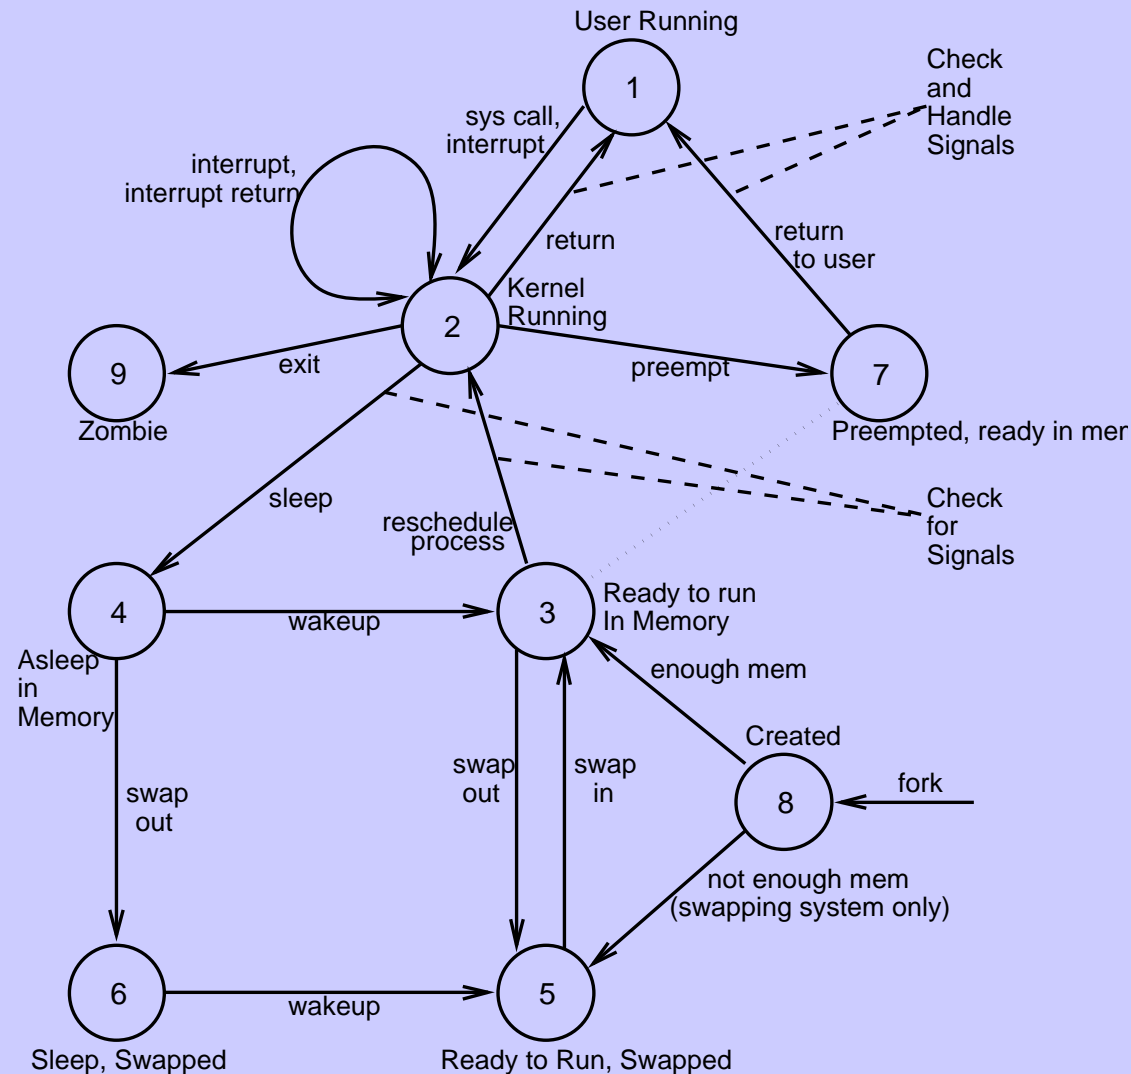 User Running
1
Check
and
Handle
Signals
sys call,
interrupt
interrupt,
interrupt return
return
return
to user
Kernel
Running
2
9
exit
Zombie
preempt
7
Preempted, ready in mer
sleep
reschedule
process
Check
for
Signals
4
wakeup
3
Ready to run
In Memory
Asleep
in
Memory
enough mem
Created
swap
out
swap
out
swap
in
8
fork
not enough mem
(swapping system only)
6
wakeup
5
Sleep, Swapped
Ready to Run, Swapped